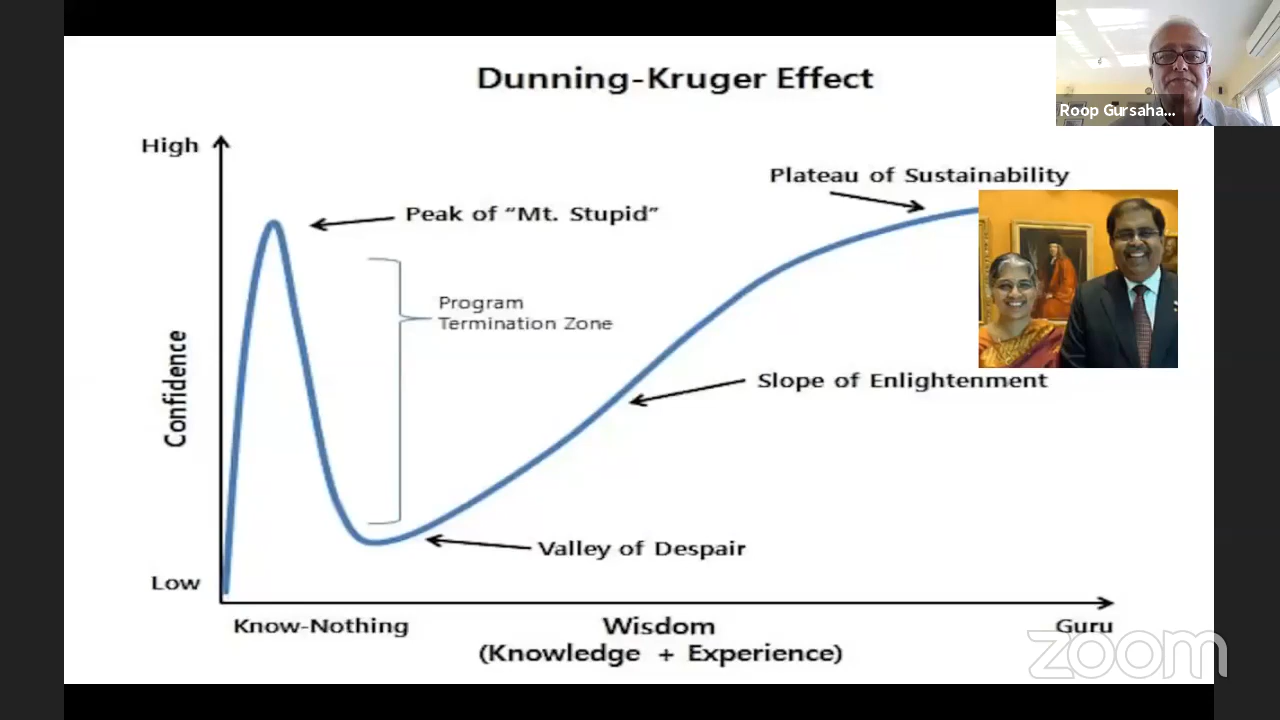 Dunning-Kruger Effect
Roop Gursaha...
High
Plateau of Sustainability
Peak of “Mt. Stupid”
Program
Termination Zone
Confidence
Slope of Enlightenment
Valley of Despair
Low
Know-Nothing
Wisdom
Guru
(Knowledge + Experience)
zoom